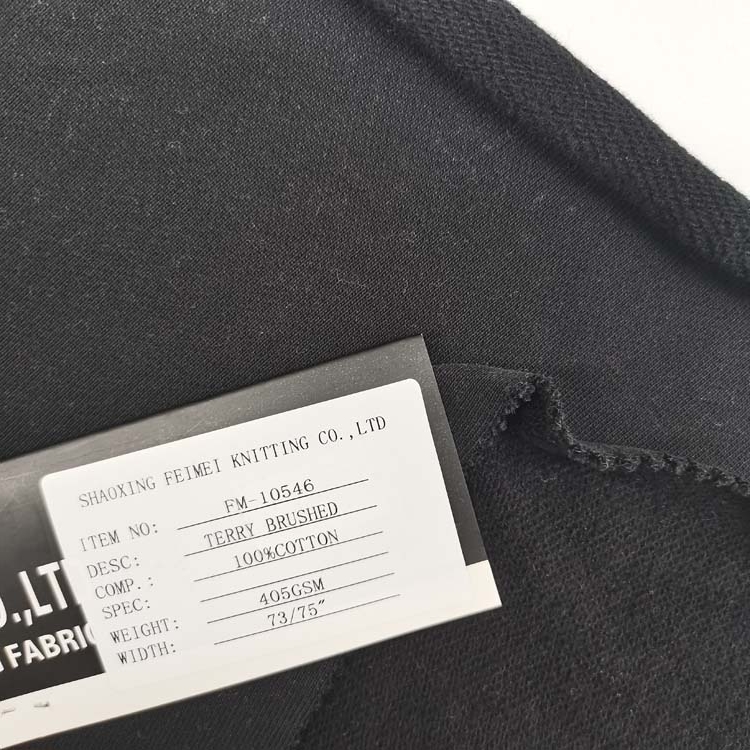 SHAOXING FEIMEI KNITTING CO.,LTD
ITEM NO: FM-10546
DESC: TERRY BRUSHED
COMP.: 100%COTTON
SPEC:
WEIGHT: 405GSM
WIDTH: 73/75"
O.,LT
FABRIC